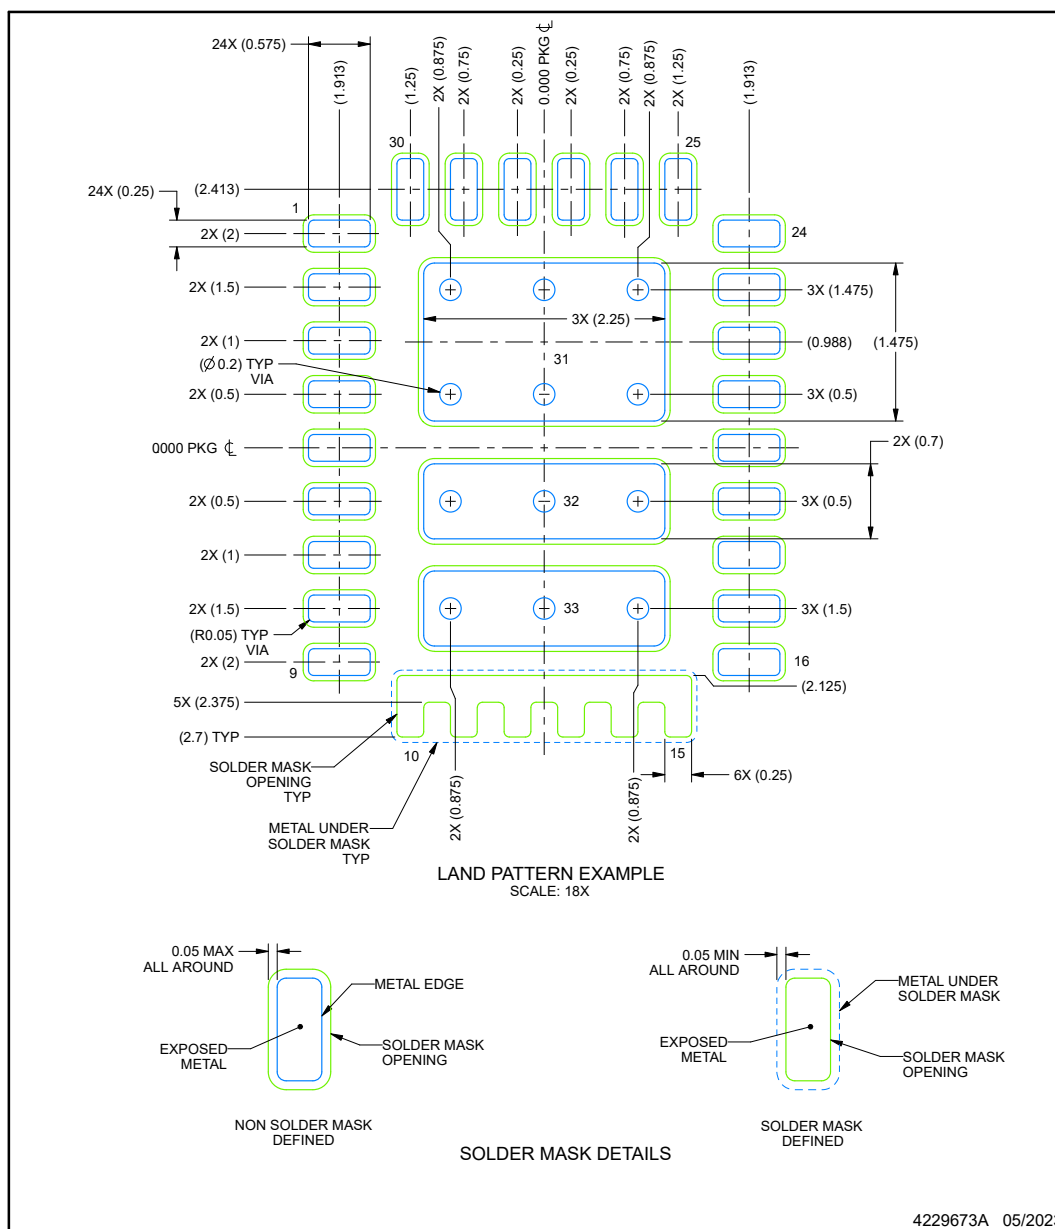 24X (0.575)
(1.913)
(1.25)
2X (0.875)
2X (0.75)
2X (0.25)
0.000 PKG ℄
2X (0.25)
2X (0.75)
2X (0.875)
2X (1.25)
(1.913)
30
25
24X (0.25)
(2.413)
1
2X (2)
24
2X (1.5)
3X (1.475)
3X (2.25)
2X (1)
(0.988)
(1.475)
(Ø 0.2) TYP
VIA
31
2X (0.5)
3X (0.5)
0000 PKG ℄
2X (0.7)
2X (0.5)
32
3X (0.5)
2X (1)
2X (1.5)
33
3X (1.5)
(R0.05) TYP
VIA
2X (2)
9
16
(2.125)
5X (2.375)
(2.7) TYP
10
15
SOLDER MASK
OPENING
TYP
2X (0.875)
2X (0.875)
6X (0.25)
METAL UNDER
SOLDER MASK
TYP
LAND PATTERN EXAMPLE
SCALE: 18X
0.05 MAX
ALL AROUND
METAL EDGE
EXPOSED
METAL
SOLDER MASK
OPENING
NON SOLDER MASK
DEFINED
0.05 MIN
ALL AROUND
METAL UNDER
SOLDER MASK
EXPOSED
METAL
SOLDER MASK
OPENING
SOLDER MASK
DEFINED
SOLDER MASK DETAILS
4229673A